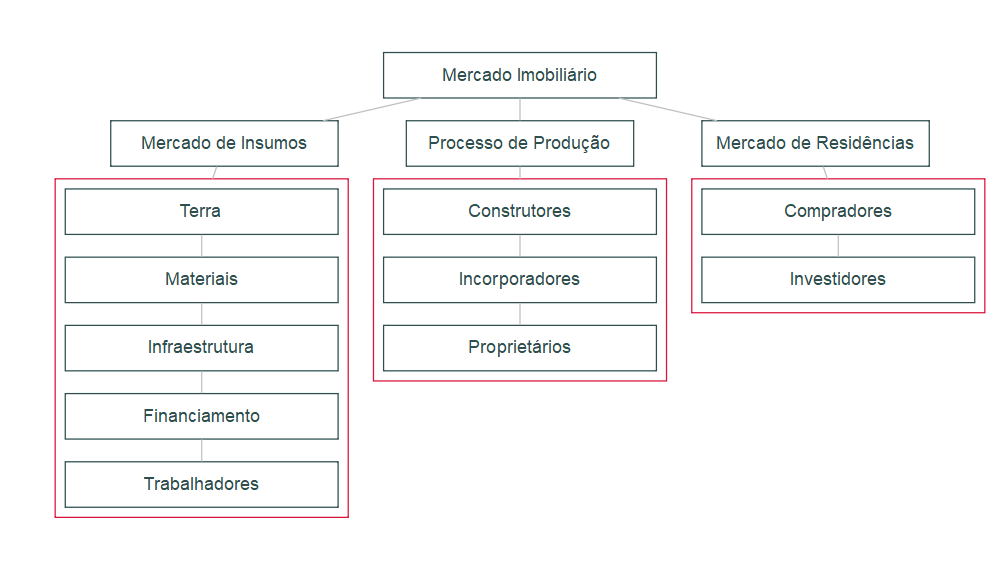 Mercado Imobiliário
Mercado de Insumos
Processo de Produção
Mercado de Residências
Terra
Materiais
Infraestrutura
Financiamento
Trabalhadores
Construtores
Incorporadores
Proprietários
Compradores
Investidores